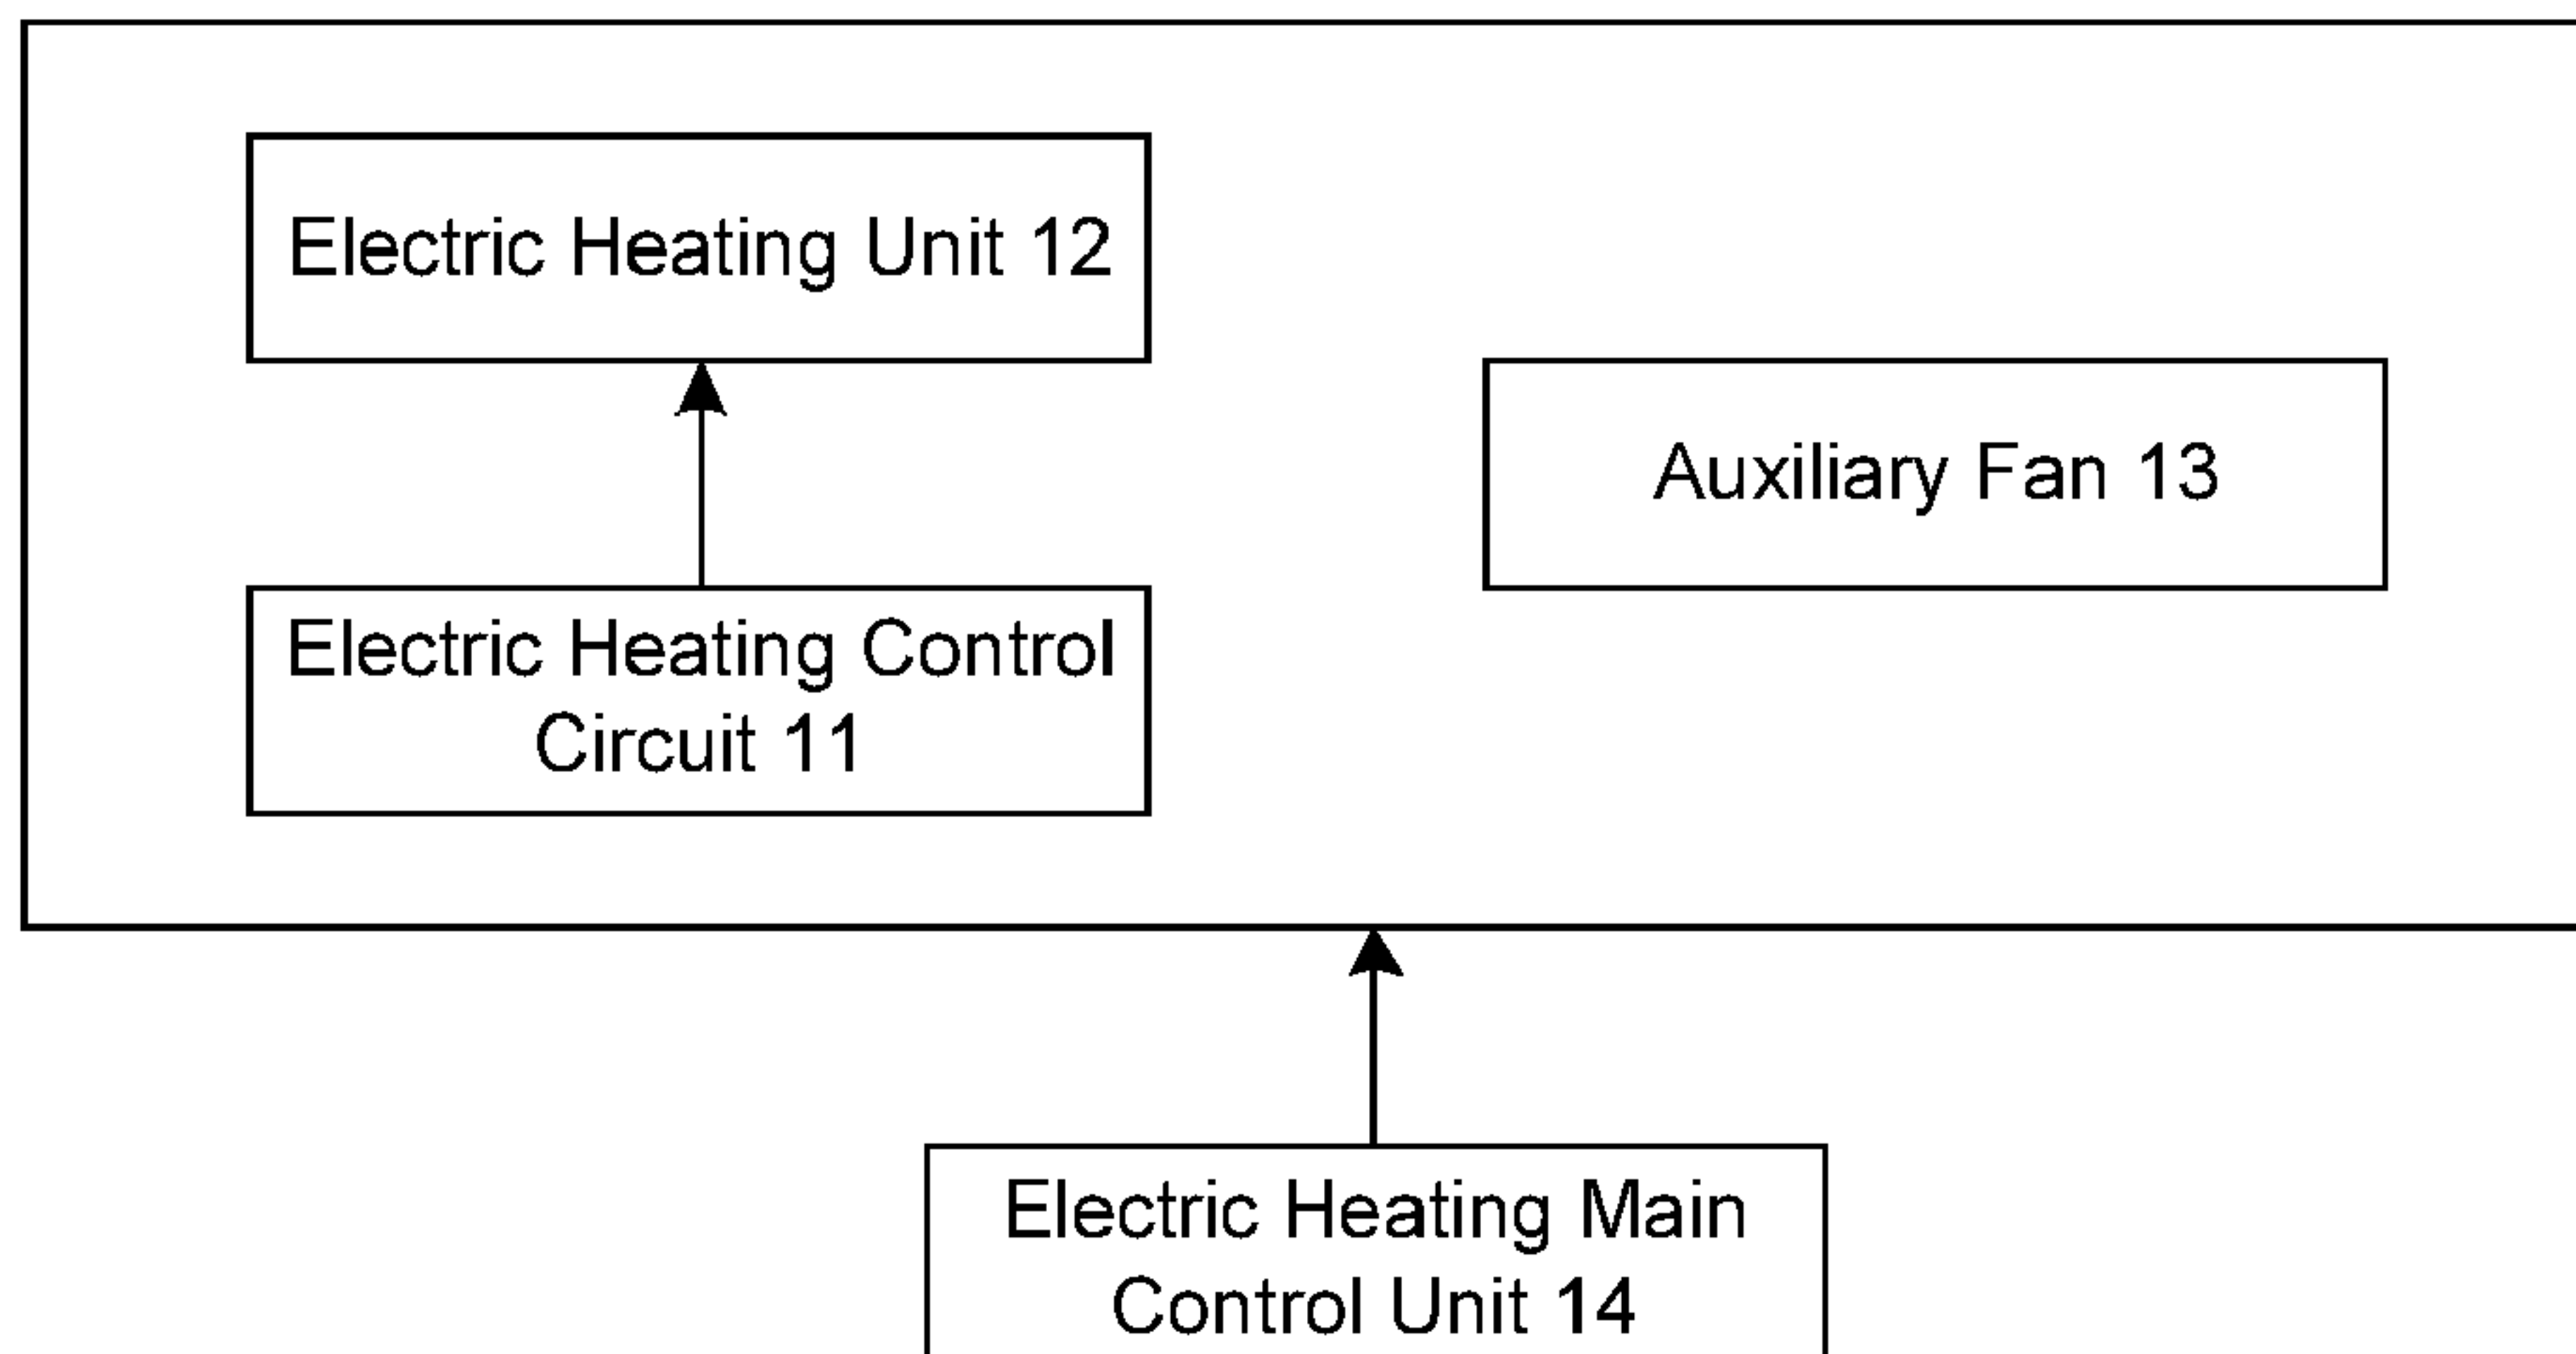 Electric Heating Unit 12
Auxiliary Fan 13
Electric Heating Control
Circuit 11
Electric Heating Main
Control Unit 14